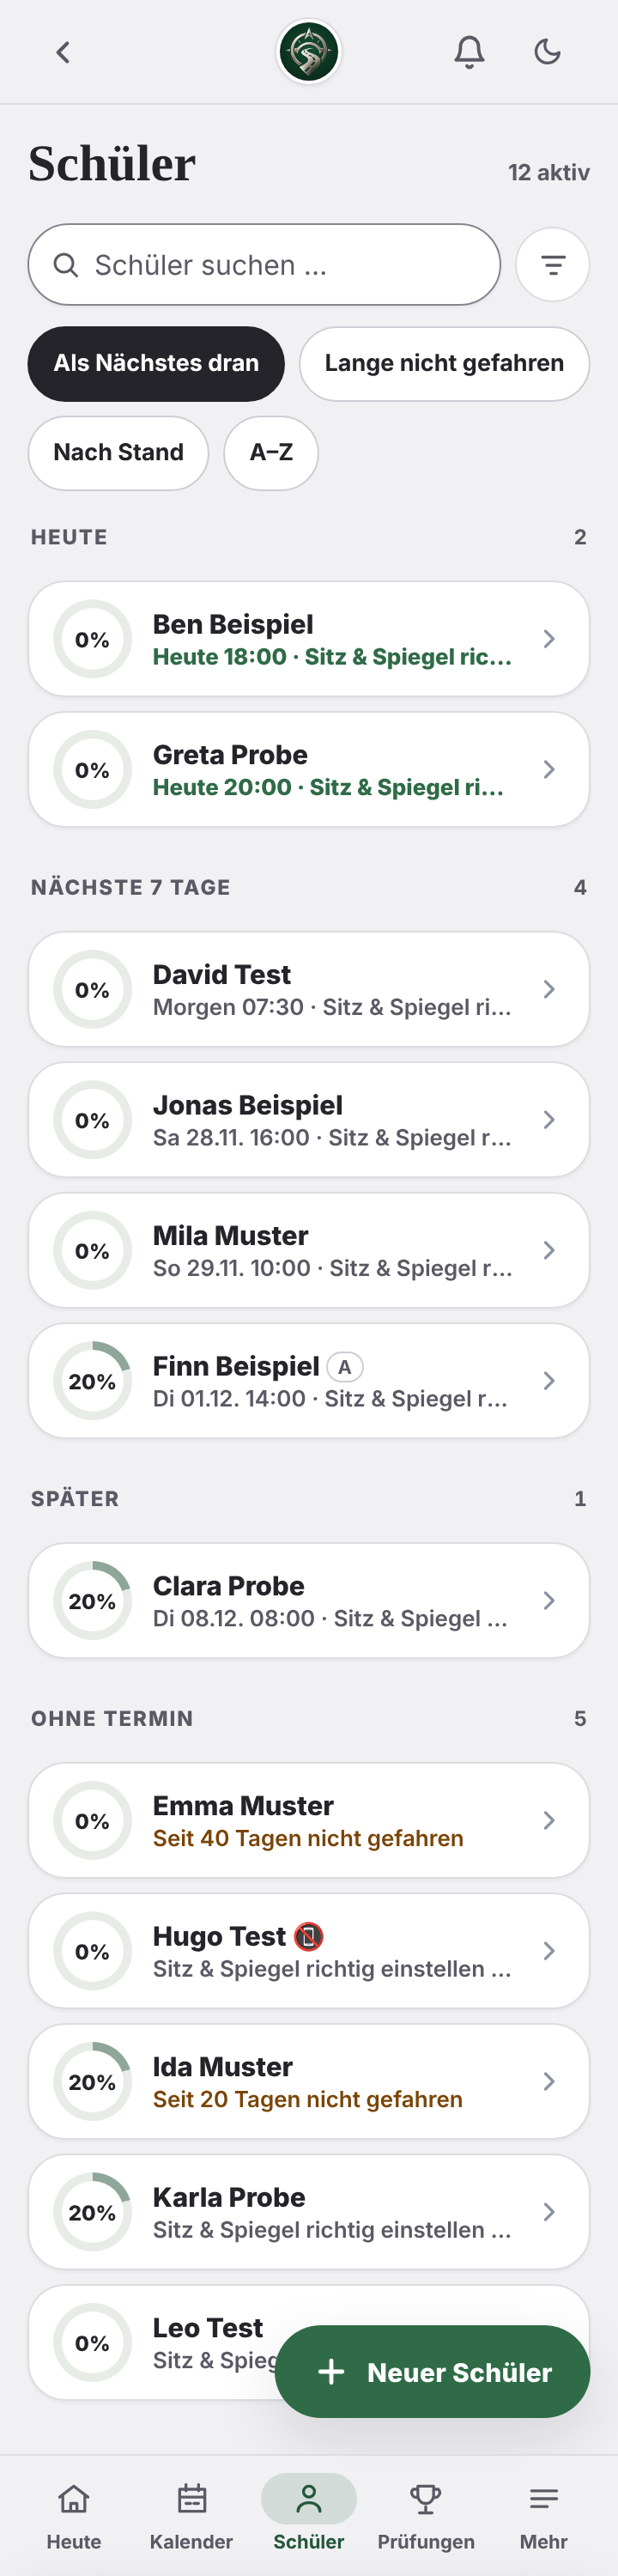 Schüler
12 aktiv
Schüler suchen ...
Als Nächstes dran
Lange nicht gefahren
Nach Stand
A–Z
HEUTE
2
0%
Ben Beispiel
Heute 18:00 · Sitz & Spiegel ric...
0%
Greta Probe
Heute 20:00 · Sitz & Spiegel ri...
NÄCHSTE 7 TAGE
4
0%
David Test
Morgen 07:30 · Sitz & Spiegel ri...
0%
Jonas Beispiel
Sa 28.11. 16:00 · Sitz & Spiegel r...
0%
Mila Muster
So 29.11. 10:00 · Sitz & Spiegel r...
20%
Finn Beispiel A
Di 01.12. 14:00 · Sitz & Spiegel r...
SPÄTER
1
20%
Clara Probe
Di 08.12. 08:00 · Sitz & Spiegel ...
OHNE TERMIN
5
0%
Emma Muster
Seit 40 Tagen nicht gefahren
0%
Hugo Test
Sitz & Spiegel richtig einstellen ...
20%
Ida Muster
Seit 20 Tagen nicht gefahren
20%
Karla Probe
Sitz & Spiegel richtig einstellen ...
0%
Leo Test
Sitz & Spieg
Neuer Schüler
Heute
Kalender
Schüler
Prüfungen
Mehr